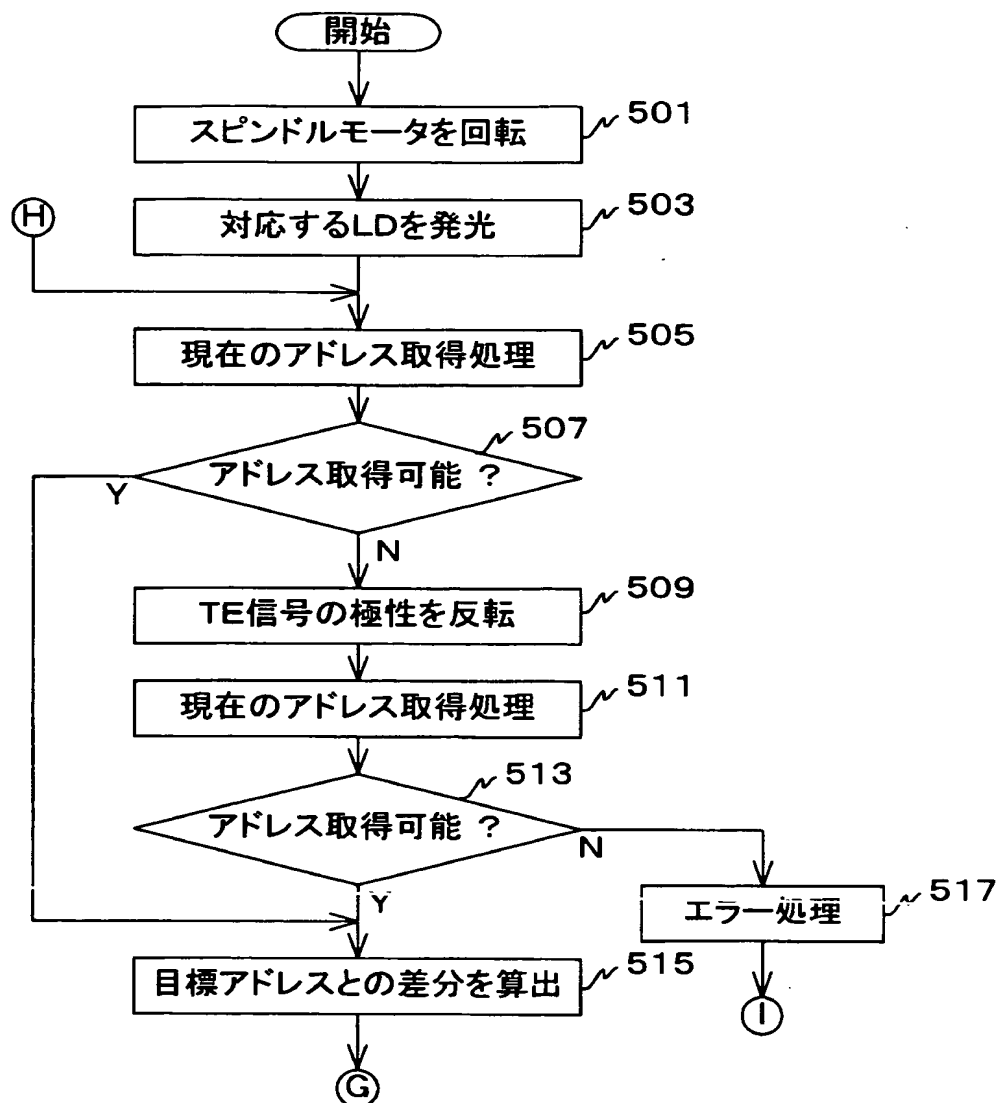 開始
スピンドルモータを回転
501
対応するLDを発光
503
H
現在のアドレス取得処理
505
アドレス取得可能 ?
507
Y
N
TE信号の極性を反転
509
現在のアドレス取得処理
511
アドレス取得可能 ?
513
N
Y
エラー処理
517
目標アドレスとの差分を算出
515
I
G